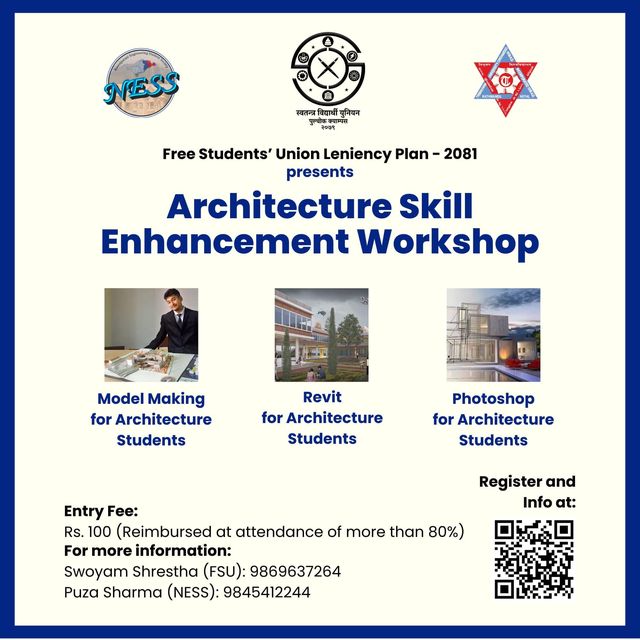 NESS
स्वतन्त्र विद्यार्थी युनियन
पुल्चोक क्याम्पस
२०७९
Free Students' Union Leniency Plan - 2081
presents
Architecture Skill
Enhancement Workshop
Model Making
for Architecture
Students
Revit
for Architecture
Students
Photoshop
for Architecture
Students
Register and
Info at:
Entry Fee:
Rs. 100 (Reimbursed at attendance of more than 80%)
For more information:
Swoyam Shrestha (FSU): 9869637264
Puza Sharma (NESS): 9845412244